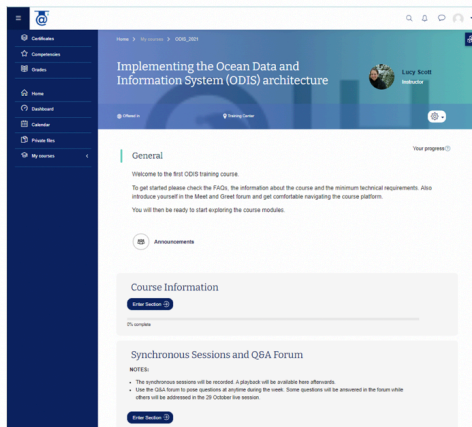 Certificates
Competencies
Grades
Home
Dashboard
Calendar
Private files
My courses
Home > My courses > ODIS_2021
Implementing the Ocean Data and
Information System (ODIS) architecture
Lucy Scott
Instructor
Offered in
Training Center
Your progress
General
Welcome to the first ODIS training course.
To get started please check the FAQs, the information about the course and the minimum technical requirements. Also
introduce yourself in the Meet and Greet forum and get comfortable navigating the course platform.
You will then be ready to start exploring the course modules.
Announcements
Course Information
Enter Section
0% complete
Synchronous Sessions and Q&A Forum
NOTES:
• The synchronous sessions will be recorded. A playback will be available here afterwards.
• Use the Q&A forum to pose questions at anytime during the week. Some questions will be answered in the forum while
others will be addressed in the 29 October live session.
Enter Section